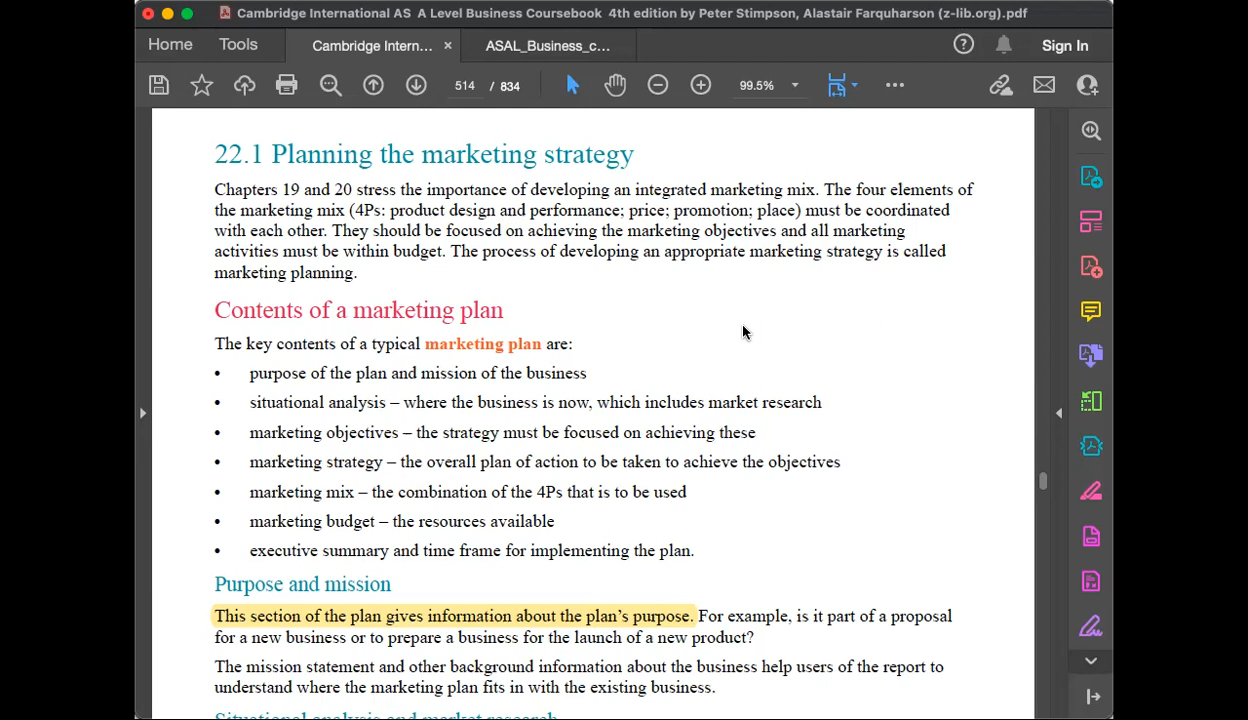 Cambridge International AS A Level Business Coursebook 4th edition by Peter Stimpson, Alastair Farquharson (z-lib.org).pdf
Home Tools Cambridge Intern... × ASAL_Business_c... ? Sign In
514 / 834 99.5%
22.1 Planning the marketing strategy
Chapters 19 and 20 stress the importance of developing an integrated marketing mix. The four elements of
the marketing mix (4Ps: product design and performance; price; promotion; place) must be coordinated
with each other. They should be focused on achieving the marketing objectives and all marketing
activities must be within budget. The process of developing an appropriate marketing strategy is called
marketing planning.
Contents of a marketing plan
The key contents of a typical marketing plan are:
• purpose of the plan and mission of the business
• situational analysis – where the business is now, which includes market research
• marketing objectives – the strategy must be focused on achieving these
• marketing strategy – the overall plan of action to be taken to achieve the objectives
• marketing mix – the combination of the 4Ps that is to be used
• marketing budget – the resources available
• executive summary and time frame for implementing the plan.
Purpose and mission
This section of the plan gives information about the plan's purpose. For example, is it part of a proposal
for a new business or to prepare a business for the launch of a new product?
The mission statement and other background information about the business help users of the report to
understand where the marketing plan fits in with the existing business.
Situational analysis and market research